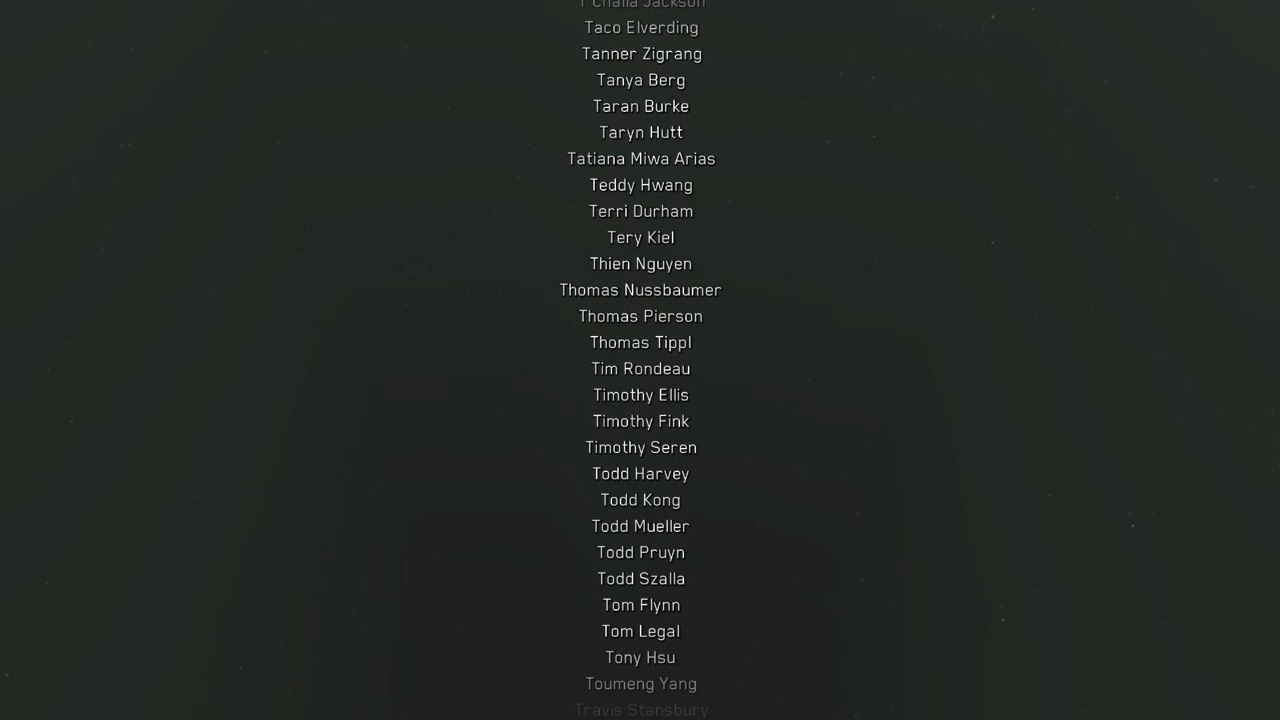 T'Challa Jackson
Taco Elverding
Tanner Zigrang
Tanya Berg
Taran Burke
Taryn Hutt
Tatiana Miwa Arias
Teddy Hwang
Terri Durham
Tery Kiel
Thien Nguyen
Thomas Nussbaumer
Thomas Pierson
Thomas Tippl
Tim Rondeau
Timothy Ellis
Timothy Fink
Timothy Seren
Todd Harvey
Todd Kong
Todd Mueller
Todd Pruyn
Todd Szalla
Tom Flynn
Tom Legal
Tony Hsu
Toumeng Yang
Travis Stansbury